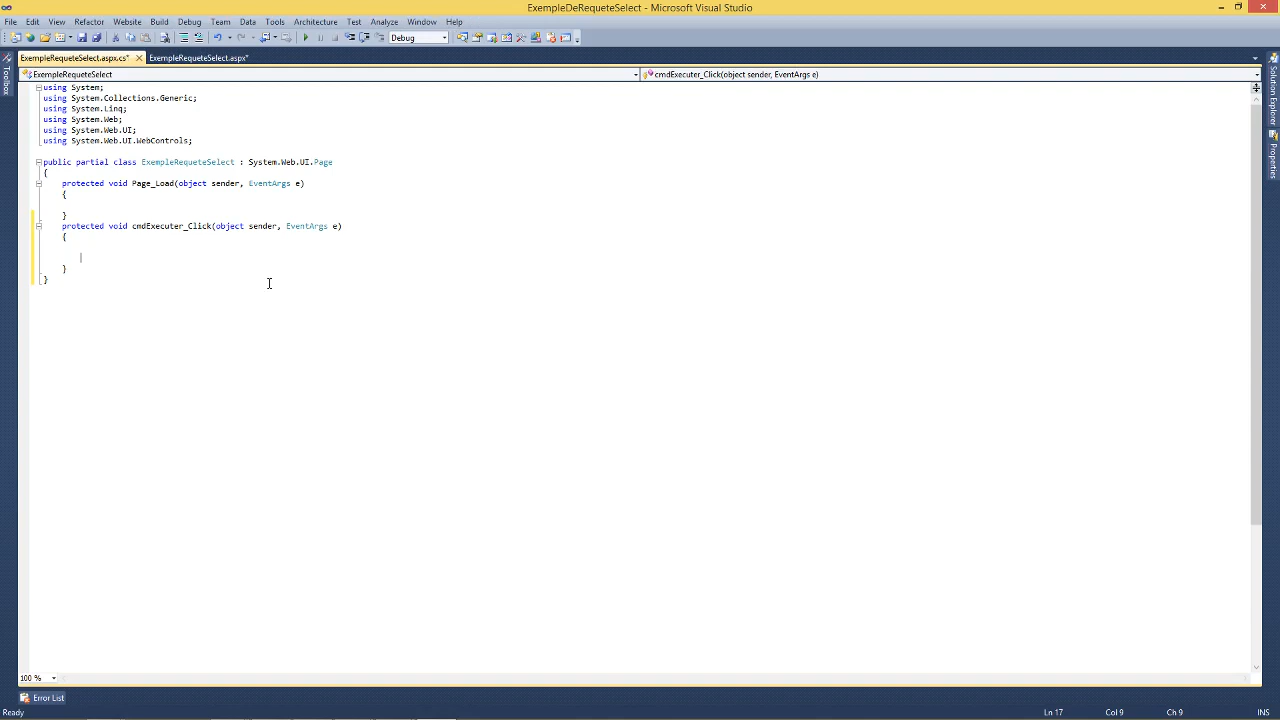 ExempleDeRequeteSelect - Microsoft Visual Studio
File Edit View Refactor Website Build Debug Team Data Tools Architecture Test Analyze Window Help
Debug
ExempleRequeteSelect.aspx.cs* ExempleRequeteSelect.aspx*
ExempleRequeteSelect cmdExecuter_Click(object sender, EventArgs e)
Toolbox
Solution Explorer
Properties
using System;
using System.Collections.Generic;
using System.Linq;
using System.Web;
using System.Web.UI;
using System.Web.UI.WebControls;
public partial class ExempleRequeteSelect : System.Web.UI.Page
{
protected void Page_Load(object sender, EventArgs e)
{
}
protected void cmdExecuter_Click(object sender, EventArgs e)
{
}
}
100 %
Error List
Ready Ln 17 Col 9 Ch 9 INS